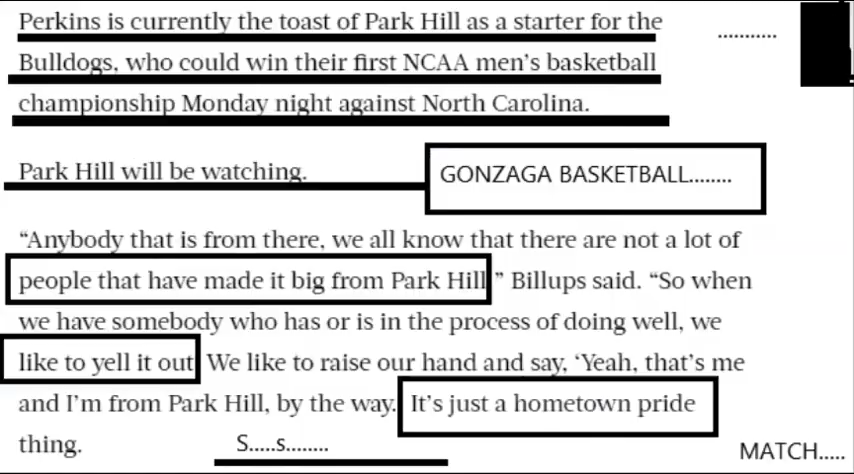 Perkins is currently the toast of Park Hill as a starter for the ...........
Bulldogs, who could win their first NCAA men's basketball
championship Monday night against North Carolina.
Park Hill will be watching.
GONZAGA BASKETBALL........
“Anybody that is from there, we all know that there are not a lot of
people that have made it big from Park Hill,” Billups said. “So when
we have somebody who has or is in the process of doing well, we
like to yell it out. We like to raise our hand and say, ‘Yeah, that’s me
and I’m from Park Hill, by the way. It’s just a hometown pride
thing. S.....s........
MATCH.....